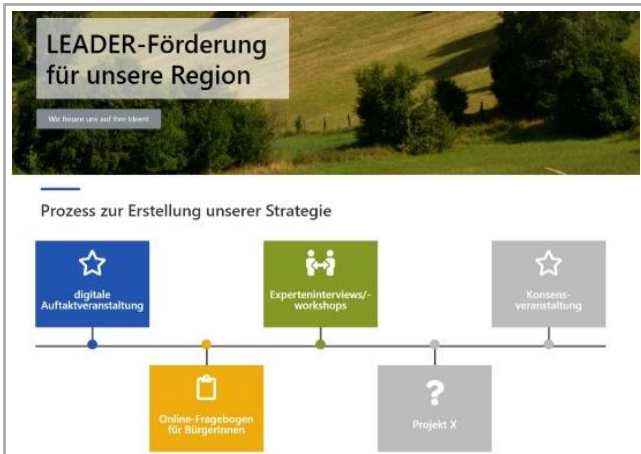 LEADER-Förderung
für unsere Region
Wir freuen uns auf Ihre Ideen!
Prozess zur Erstellung unserer Strategie
digitale
Auftaktveranstaltung
Experteninterviews/-
workshops
Konsens-
veranstaltung
Online-Fragebogen
für BürgerInnen
Projekt X